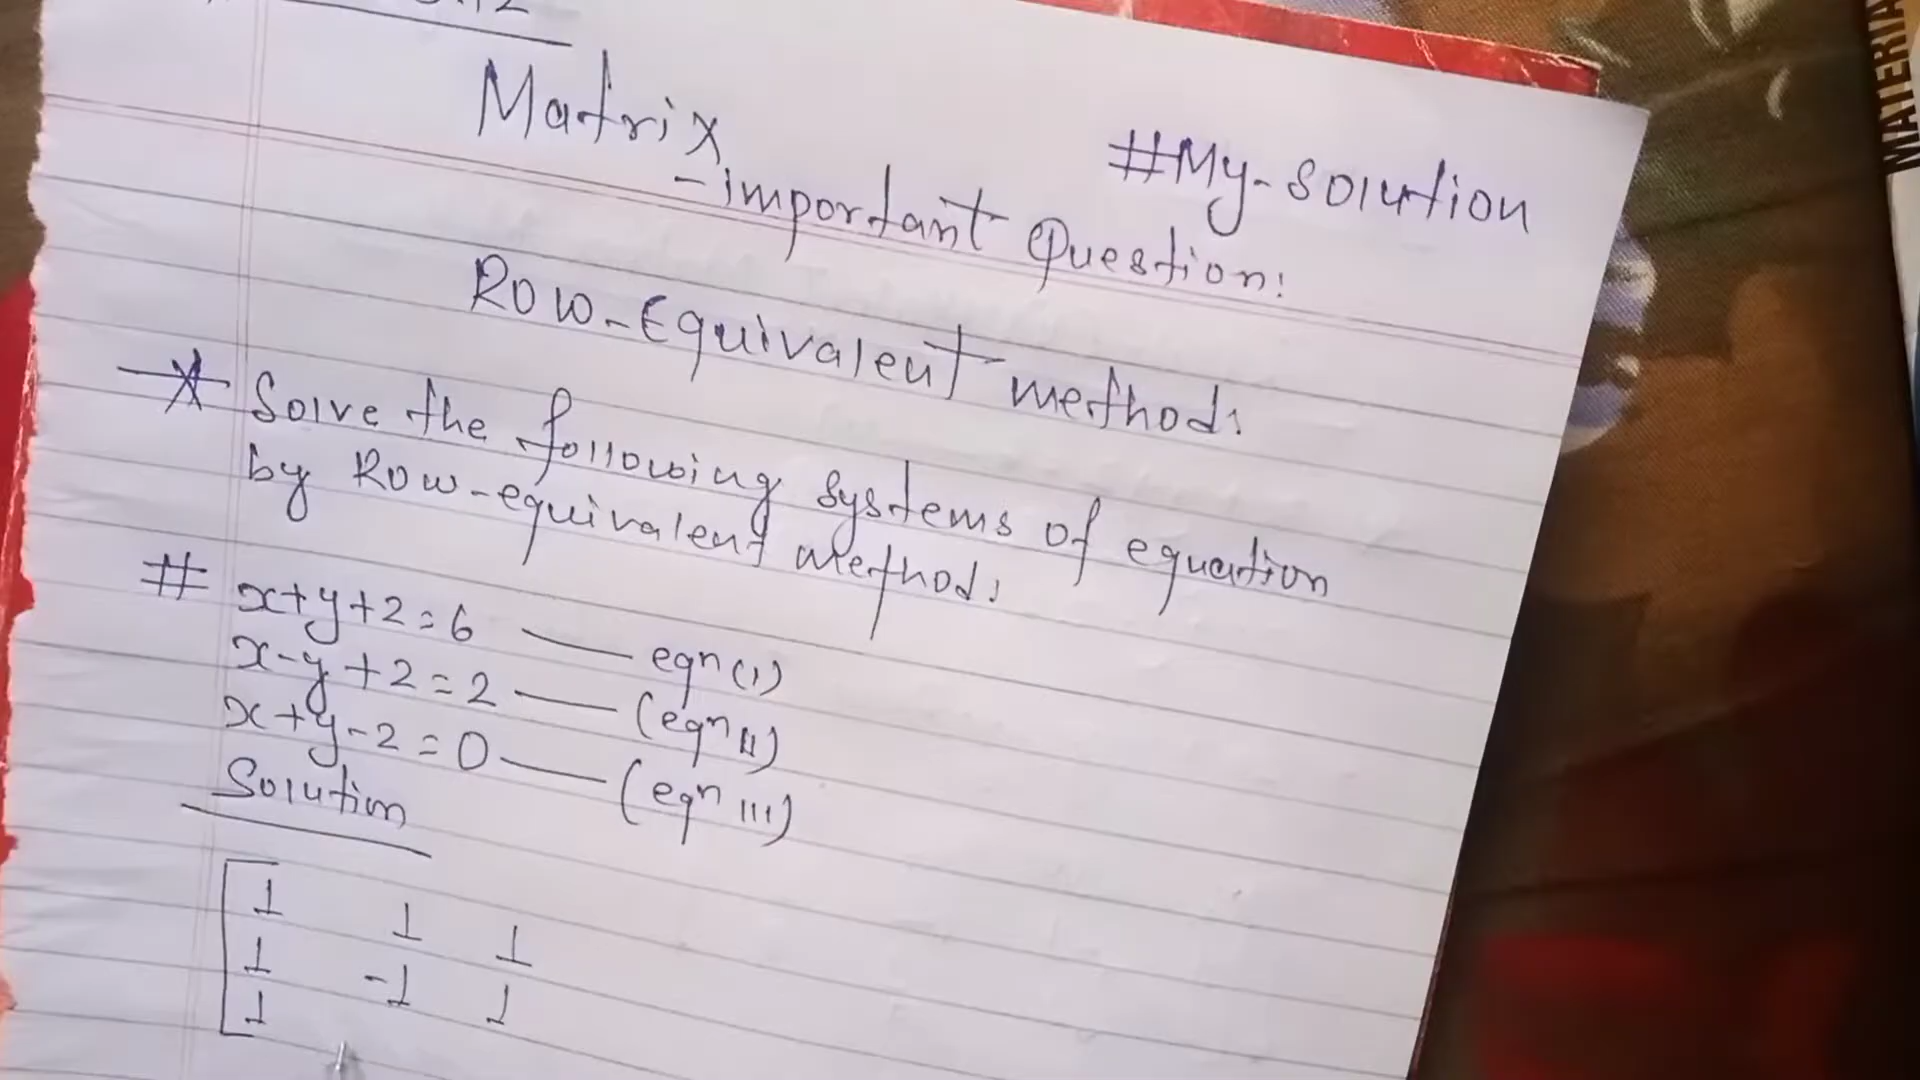 Matrix
#My-solution
-important Question:
Row-Equivalent method:
* Solve the following systems of equation
by Row-equivalent method:
# x+y+z=6 —— eqn(i)
x-y+z=2 —— (eqn ii)
x+y-z=0 —— (eqn iii)
Solution
1 1 1
1 -1 1
1
MATERIA